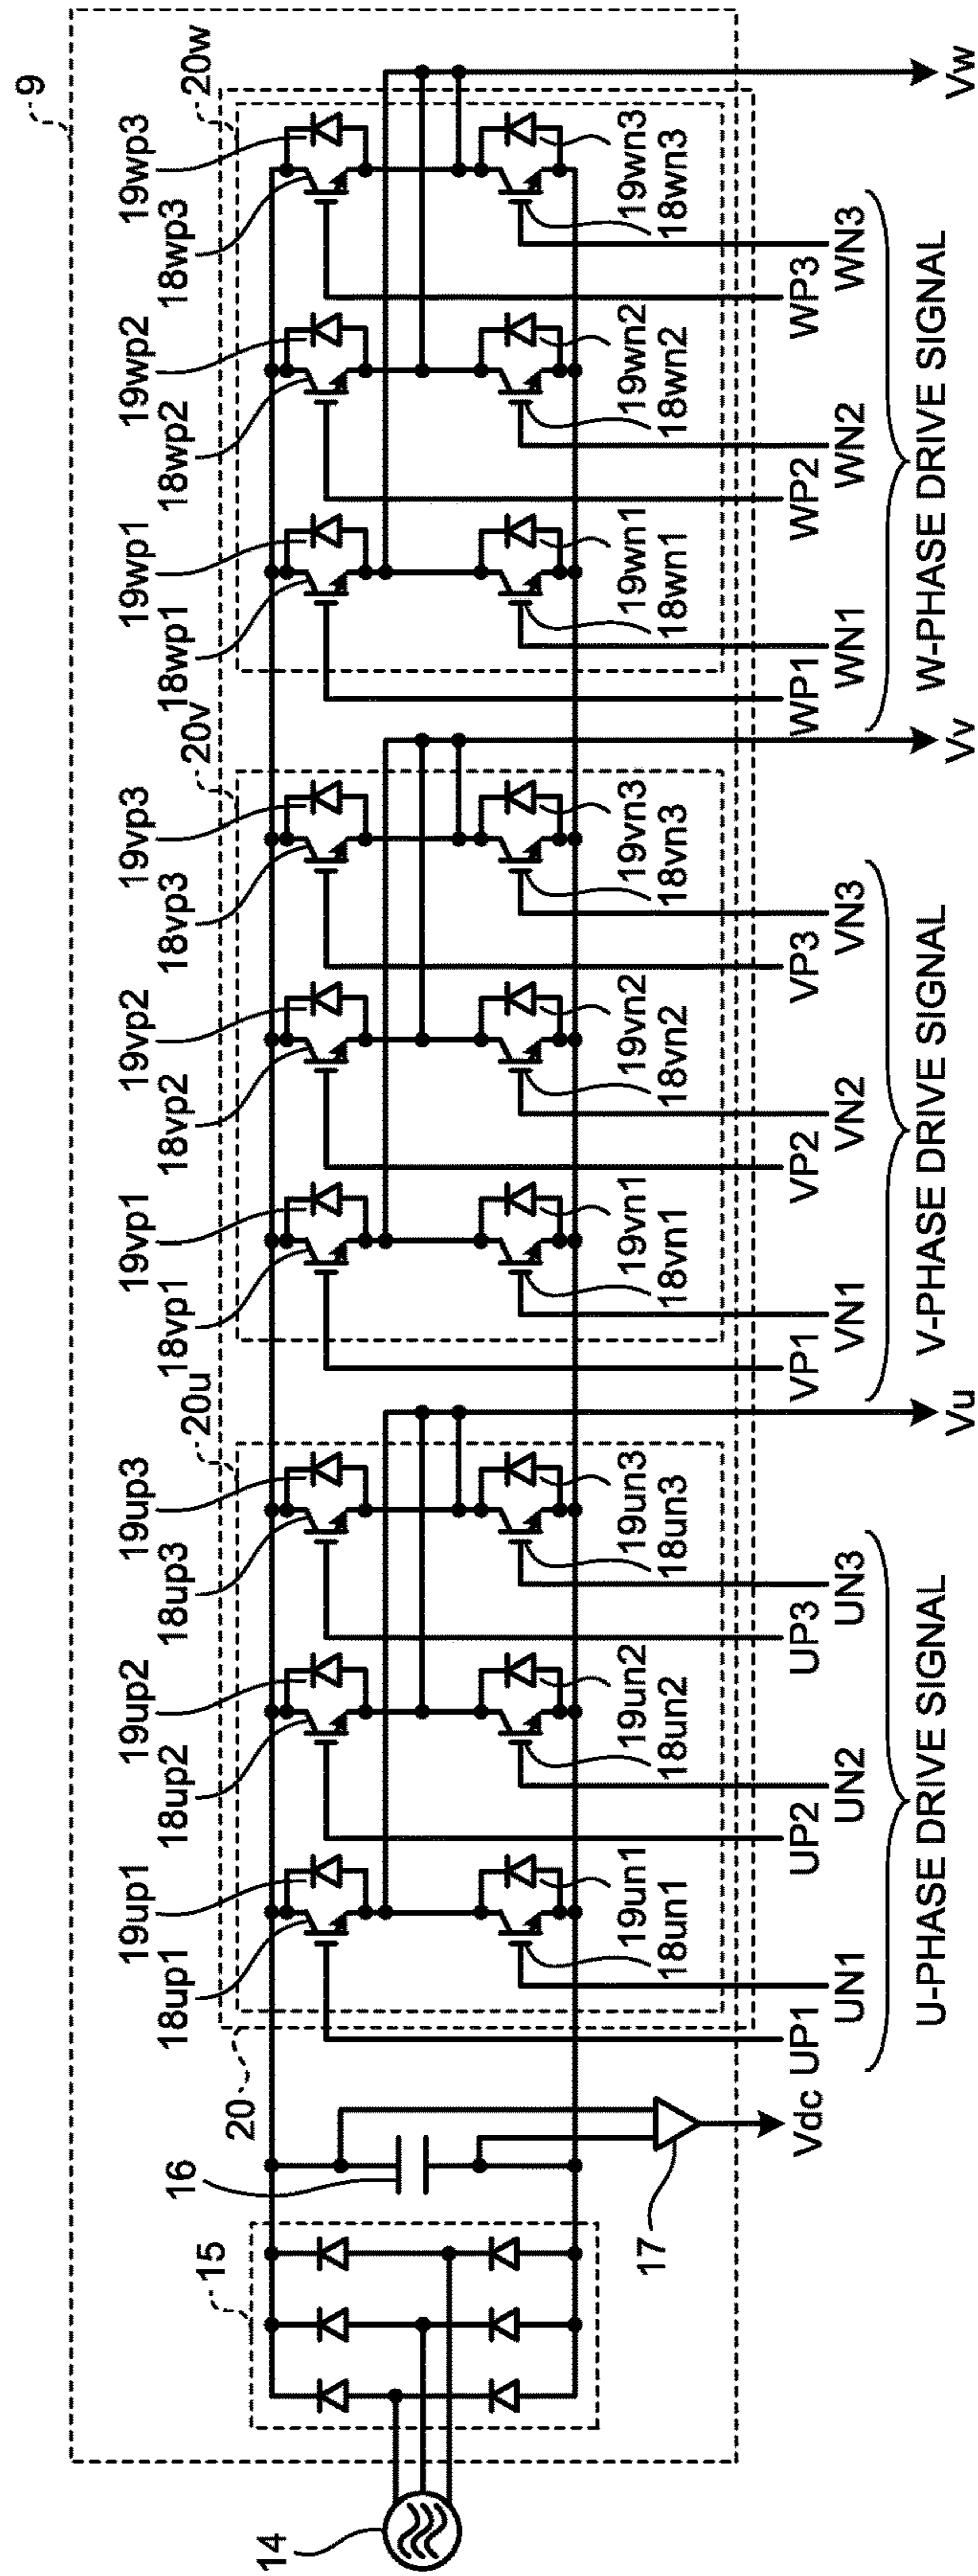 9
20w
19wp3
18wp3
19wp2
18wp2
19wp1
18wp1
19wn3
18wn3
19wn2
18wn2
19wn1
18wn1
WP3
WN3
WP2
WN2
WP1
WN1
W-PHASE DRIVE SIGNAL
Vw
20v
19vp3
18vp3
19vp2
18vp2
19vp1
18vp1
19vn3
18vn3
19vn2
18vn2
19vn1
18vn1
VP3
VN3
VP2
VN2
VP1
VN1
V-PHASE DRIVE SIGNAL
Vv
20u
19up3
18up3
19up2
18up2
19up1
18up1
19un3
18un3
19un2
18un2
19un1
18un1
UP3
UN3
UP2
UN2
UP1
UN1
U-PHASE DRIVE SIGNAL
Vu
20
16
17
Vdc
15
14